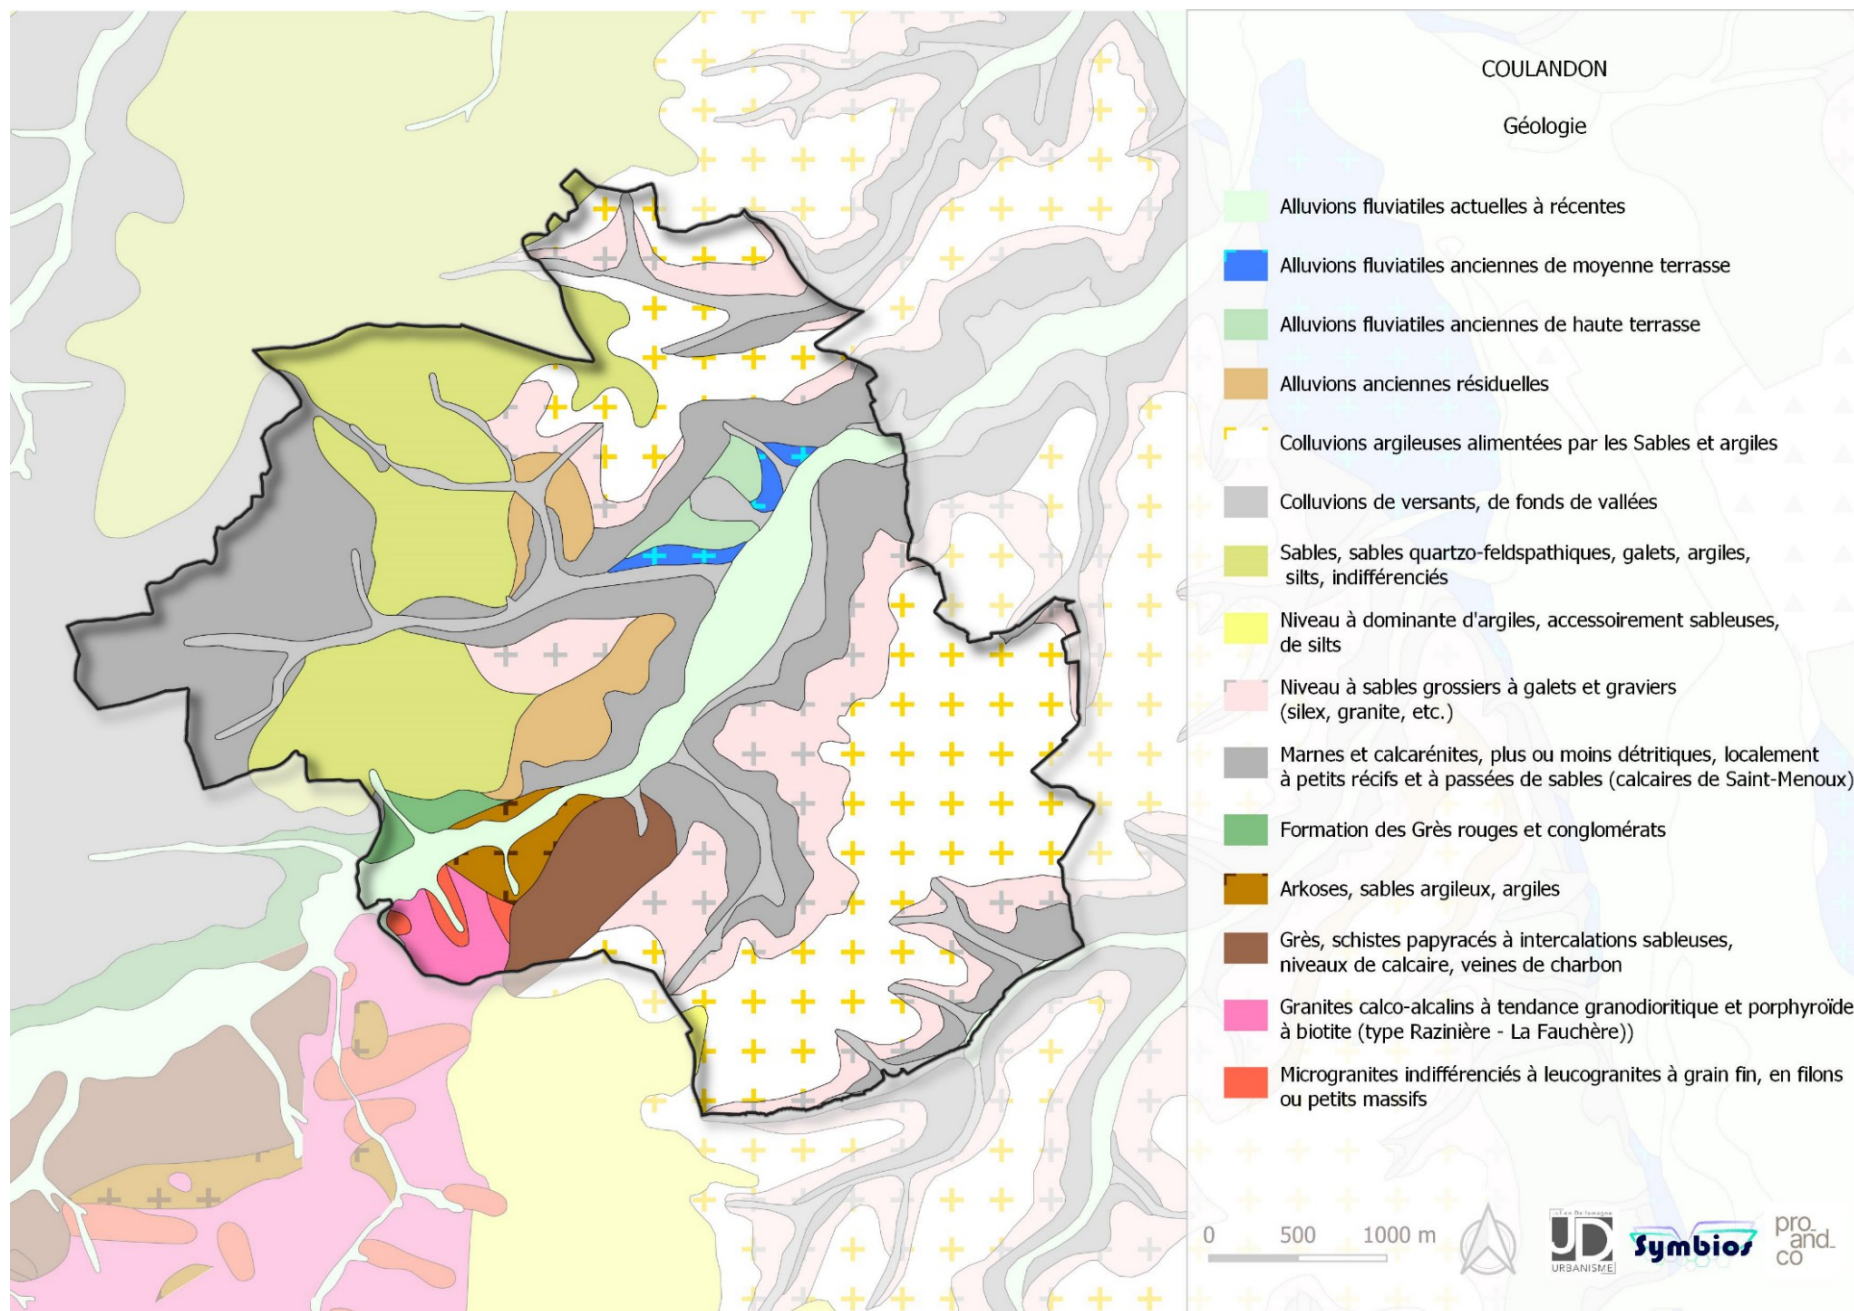 COULANDON
Géologie
Alluvions fluviatiles actuelles à récentes
Alluvions fluviatiles anciennes de moyenne terrasse
Alluvions fluviatiles anciennes de haute terrasse
Alluvions anciennes résiduelles
Colluvions argileuses alimentées par les Sables et argiles
Colluvions de versants, de fonds de vallées
Sables, sables quartzo-feldspathiques, galets, argiles,
silts, indifférenciés
Niveau à dominante d'argiles, accessoirement sableuses,
de silts
Niveau à sables grossiers à galets et graviers
(silex, granite, etc.)
Marnes et calcarénites, plus ou moins détritiques, localement
à petits récifs et à passées de sables (calcaires de Saint-Menoux)
Formation des Grès rouges et conglomérats
Arkoses, sables argileux, argiles
Grès, schistes papyracés à intercalations sableuses,
niveaux de calcaire, veines de charbon
Granites calco-alcalins à tendance granodioritique et porphyroïde
à biotite (type Razinière - La Fauchère))
Microgranites indifférenciés à leucogranites à grain fin, en filons
ou petits massifs
0 500 1000 m
JD
URBANISME
Symbios
pro_
and_
co